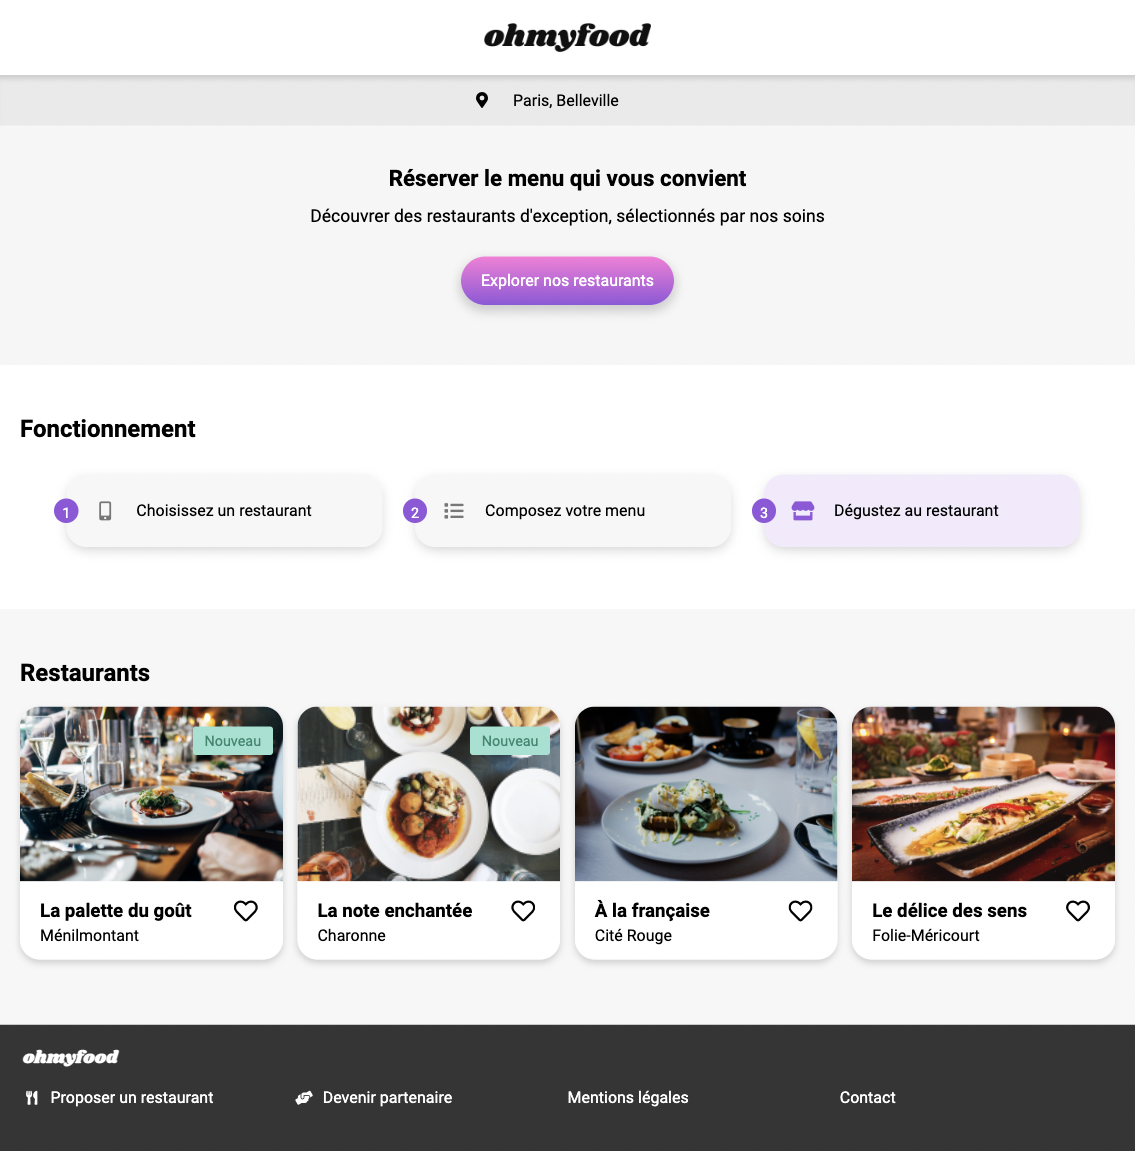 ohmyfood
Paris, Belleville
Réserver le menu qui vous convient
Découvrer des restaurants d'exception, sélectionnés par nos soins
Explorer nos restaurants
Fonctionnement
1 Choisissez un restaurant
2 Composez votre menu
3 Dégustez au restaurant
Restaurants
Nouveau
La palette du goût
Ménilmontant
Nouveau
La note enchantée
Charonne
À la française
Cité Rouge
Le délice des sens
Folie-Méricourt
ohmyfood
Proposer un restaurant
Devenir partenaire
Mentions légales
Contact